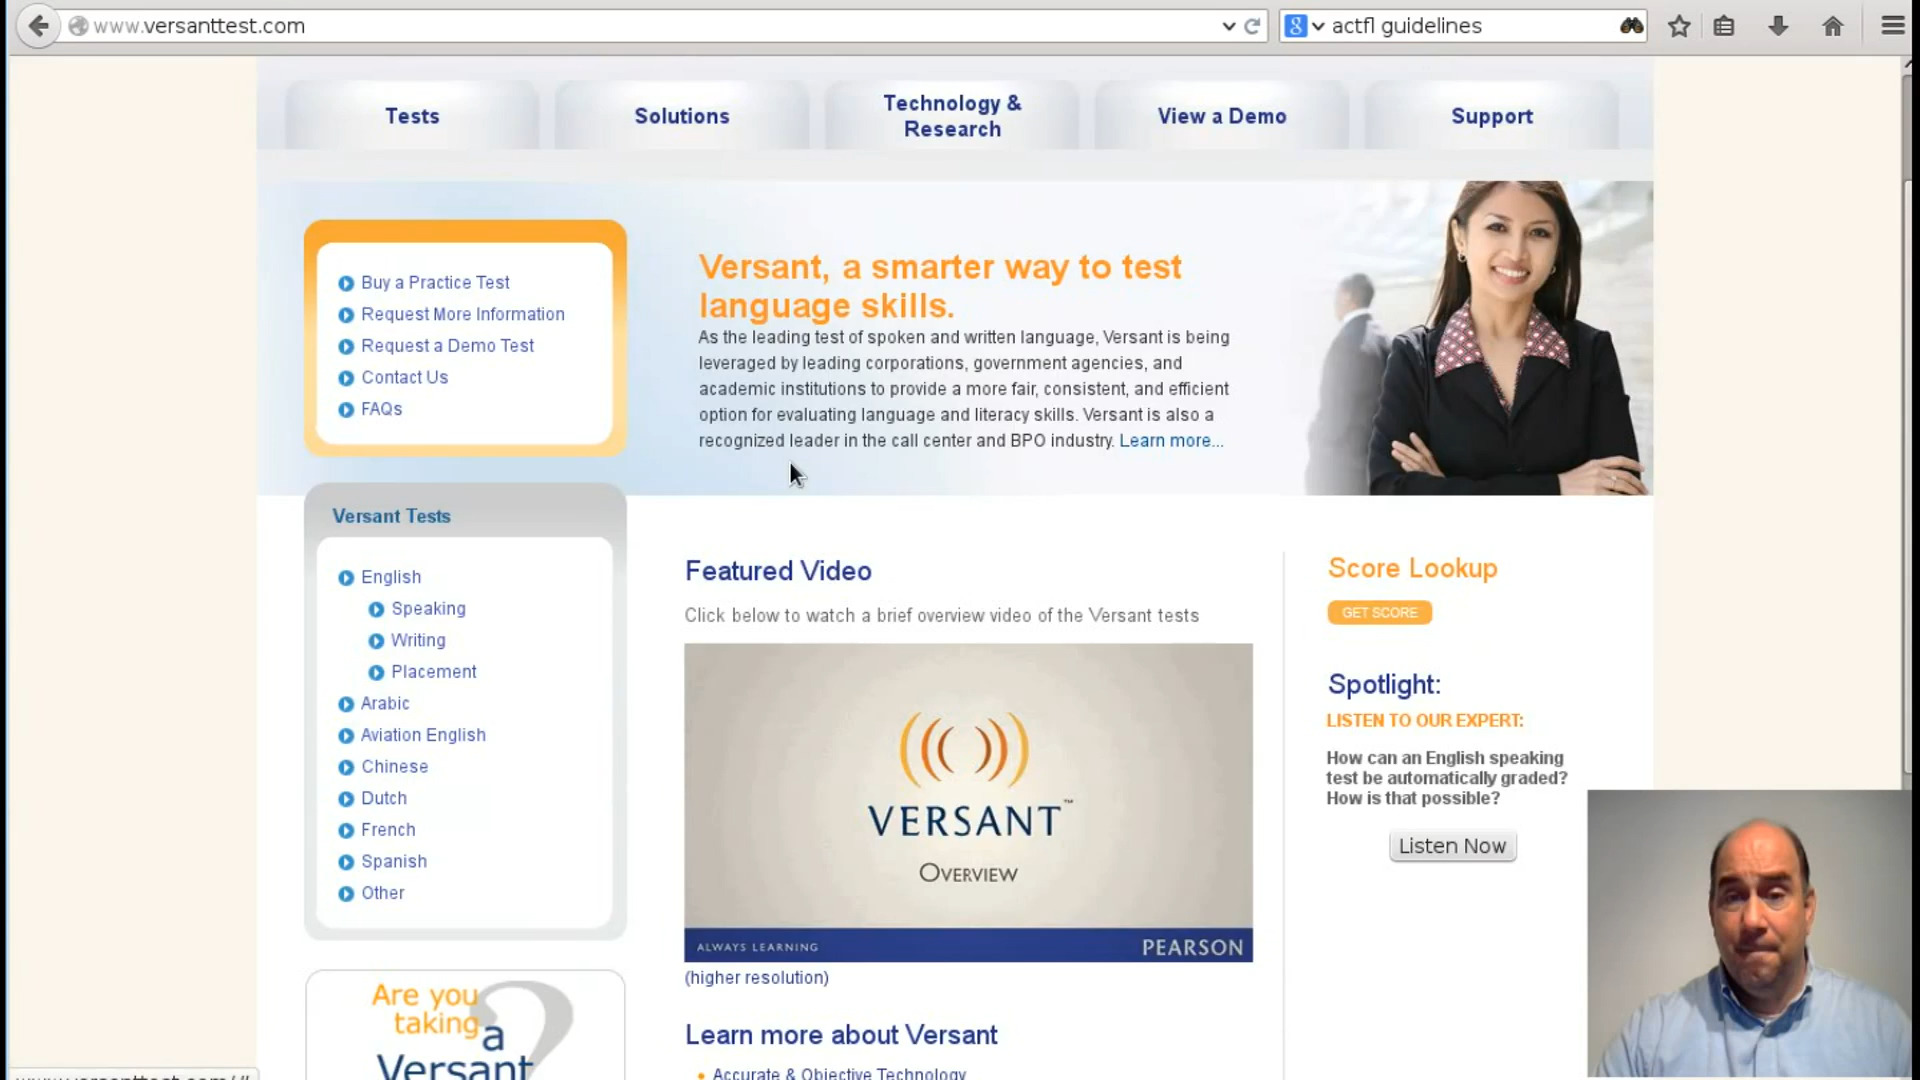 www.versanttest.com
actfl guidelines
Tests
Solutions
Technology &
Research
View a Demo
Support
Buy a Practice Test
Request More Information
Request a Demo Test
Contact Us
FAQs
Versant, a smarter way to test
language skills.
As the leading test of spoken and written language, Versant is being
leveraged by leading corporations, government agencies, and
academic institutions to provide a more fair, consistent, and efficient
option for evaluating language and literacy skills. Versant is also a
recognized leader in the call center and BPO industry. Learn more...
Versant Tests
English
Speaking
Writing
Placement
Arabic
Aviation English
Chinese
Dutch
French
Spanish
Other
Are you
taking
a
Versant
Featured Video
Click below to watch a brief overview video of the Versant tests
VERSANT™
OVERVIEW
ALWAYS LEARNING
PEARSON
(higher resolution)
Learn more about Versant
Accurate & Objective Technology
Score Lookup
GET SCORE
Spotlight:
LISTEN TO OUR EXPERT:
How can an English speaking
test be automatically graded?
How is that possible?
Listen Now